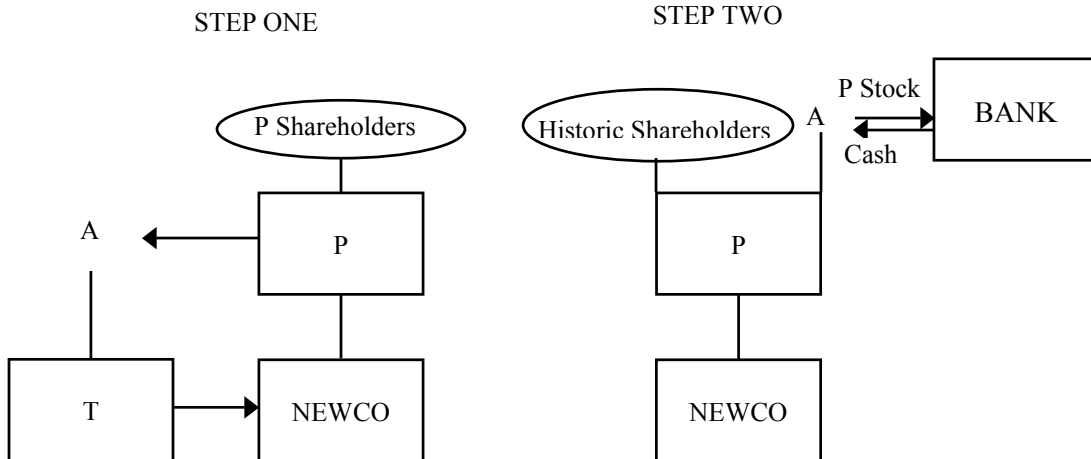 STEP ONE
P Shareholders
A
P
T
NEWCO
STEP TWO
Historic Shareholders
A
P Stock
Cash
BANK
P
NEWCO